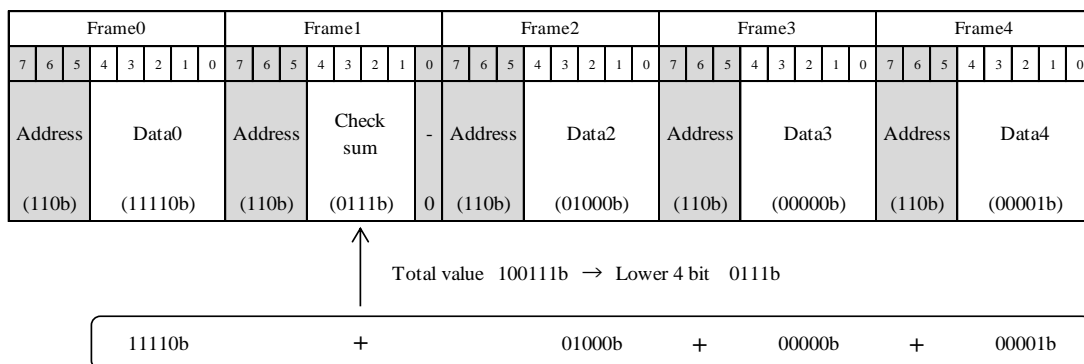 Frame0 Frame1 Frame2 Frame3 Frame4
7 6 5 4 3 2 1 0 7 6 5 4 3 2 1 0 7 6 5 4 3 2 1 0 7 6 5 4 3 2 1 0 7 6 5 4 3 2 1 0
Address Data0 Address Check sum - Address Data2 Address Data3 Address Data4
(110b) (11110b) (110b) (0111b) 0 (110b) (01000b) (110b) (00000b) (110b) (00001b)
Total value 100111b → Lower 4 bit 0111b
11110b + 01000b + 00000b + 00001b